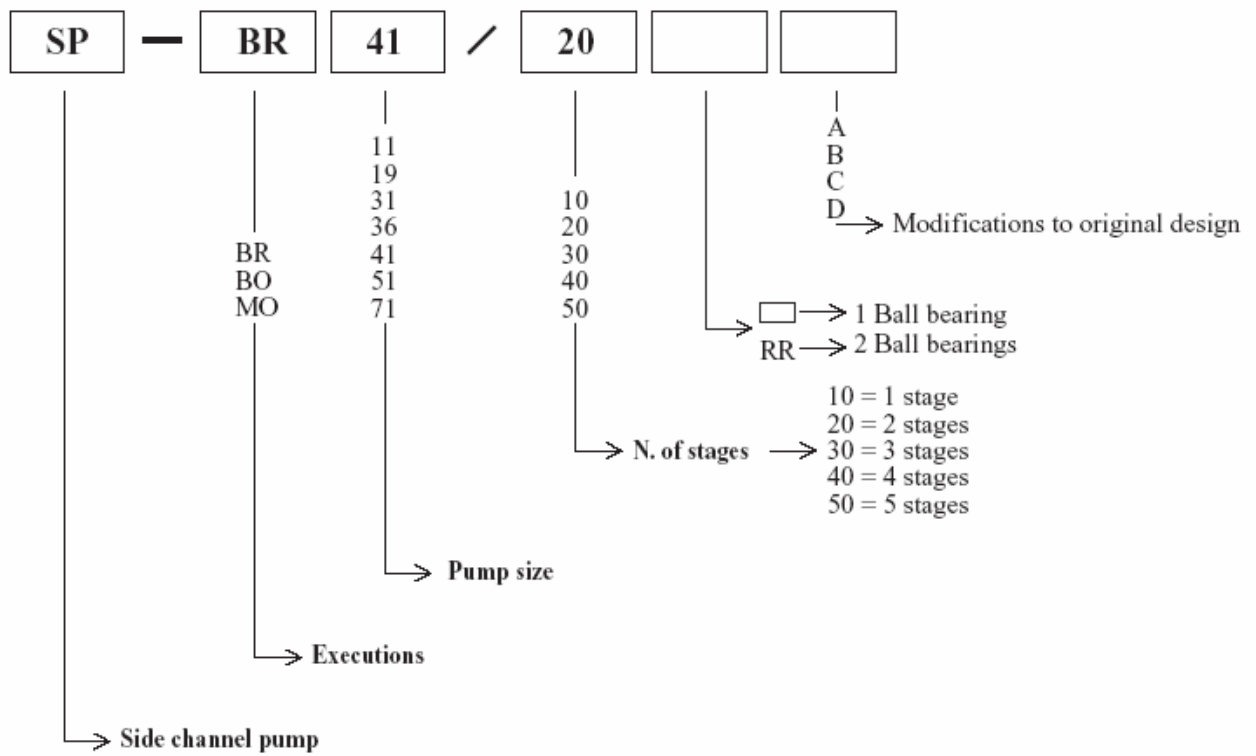 SP — BR 41 / 20
11
19
31
36
41
51
71
10
20
30
40
50
A
B
C
D
Modifications to original design
BR
BO
MO
1 Ball bearing
RR 2 Ball bearings
N. of stages
10 = 1 stage
20 = 2 stages
30 = 3 stages
40 = 4 stages
50 = 5 stages
Pump size
Executions
Side channel pump